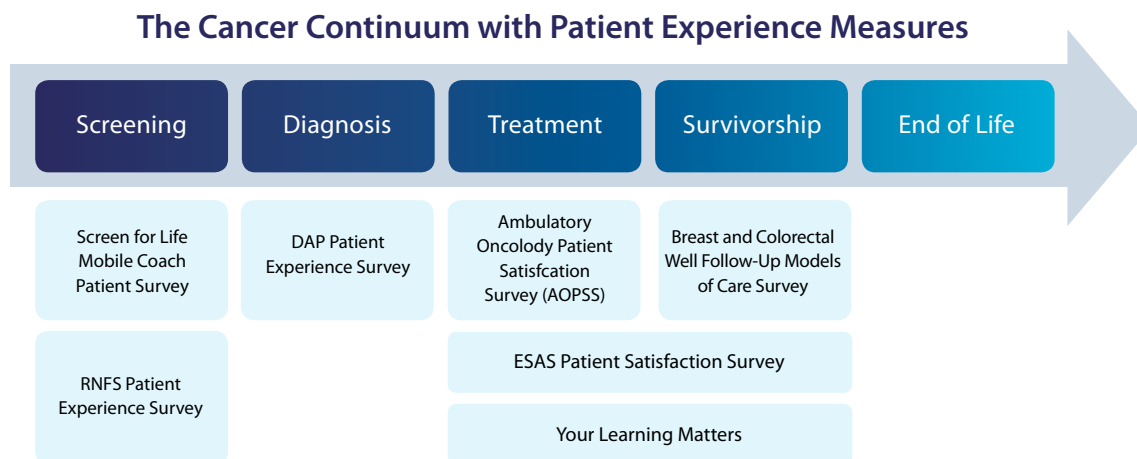 The Cancer Continuum with Patient Experience Measures
Screening
Diagnosis
Treatment
Survivorship
End of Life
Screen for Life
Mobile Coach
Patient Survey
DAP Patient
Experience Survey
Ambulatory
Oncolody Patient
Satisfcation
Survey (AOPSS)
Breast and Colorectal
Well Follow-Up Models
of Care Survey
RNFS Patient
Experience Survey
ESAS Patient Satisfaction Survey
Your Learning Matters